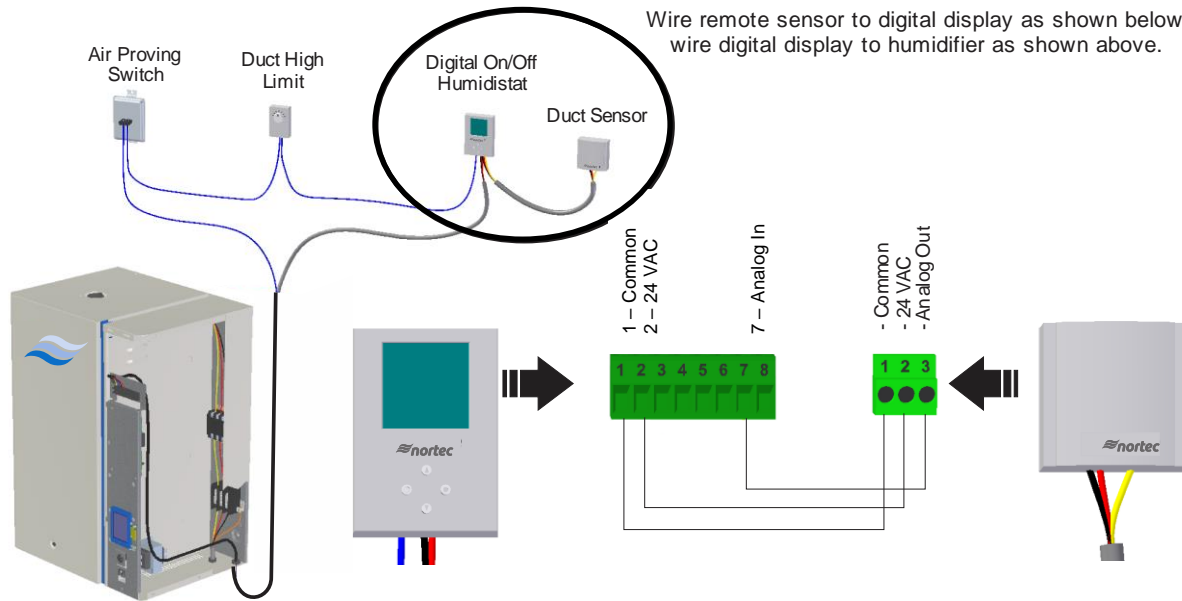 Wire remote sensor to digital display as shown below
wire digital display to humidifier as shown above.
Air Proving
Switch
Duct High
Limit
Digital On/Off
Humidistat
Duct Sensor
1 – Common
2 – 24 VAC
7 – Analog In
- Common
- 24 VAC
- Analog Out
1 2 3 4 5 6 7 8
1 2 3
nortec
nortec